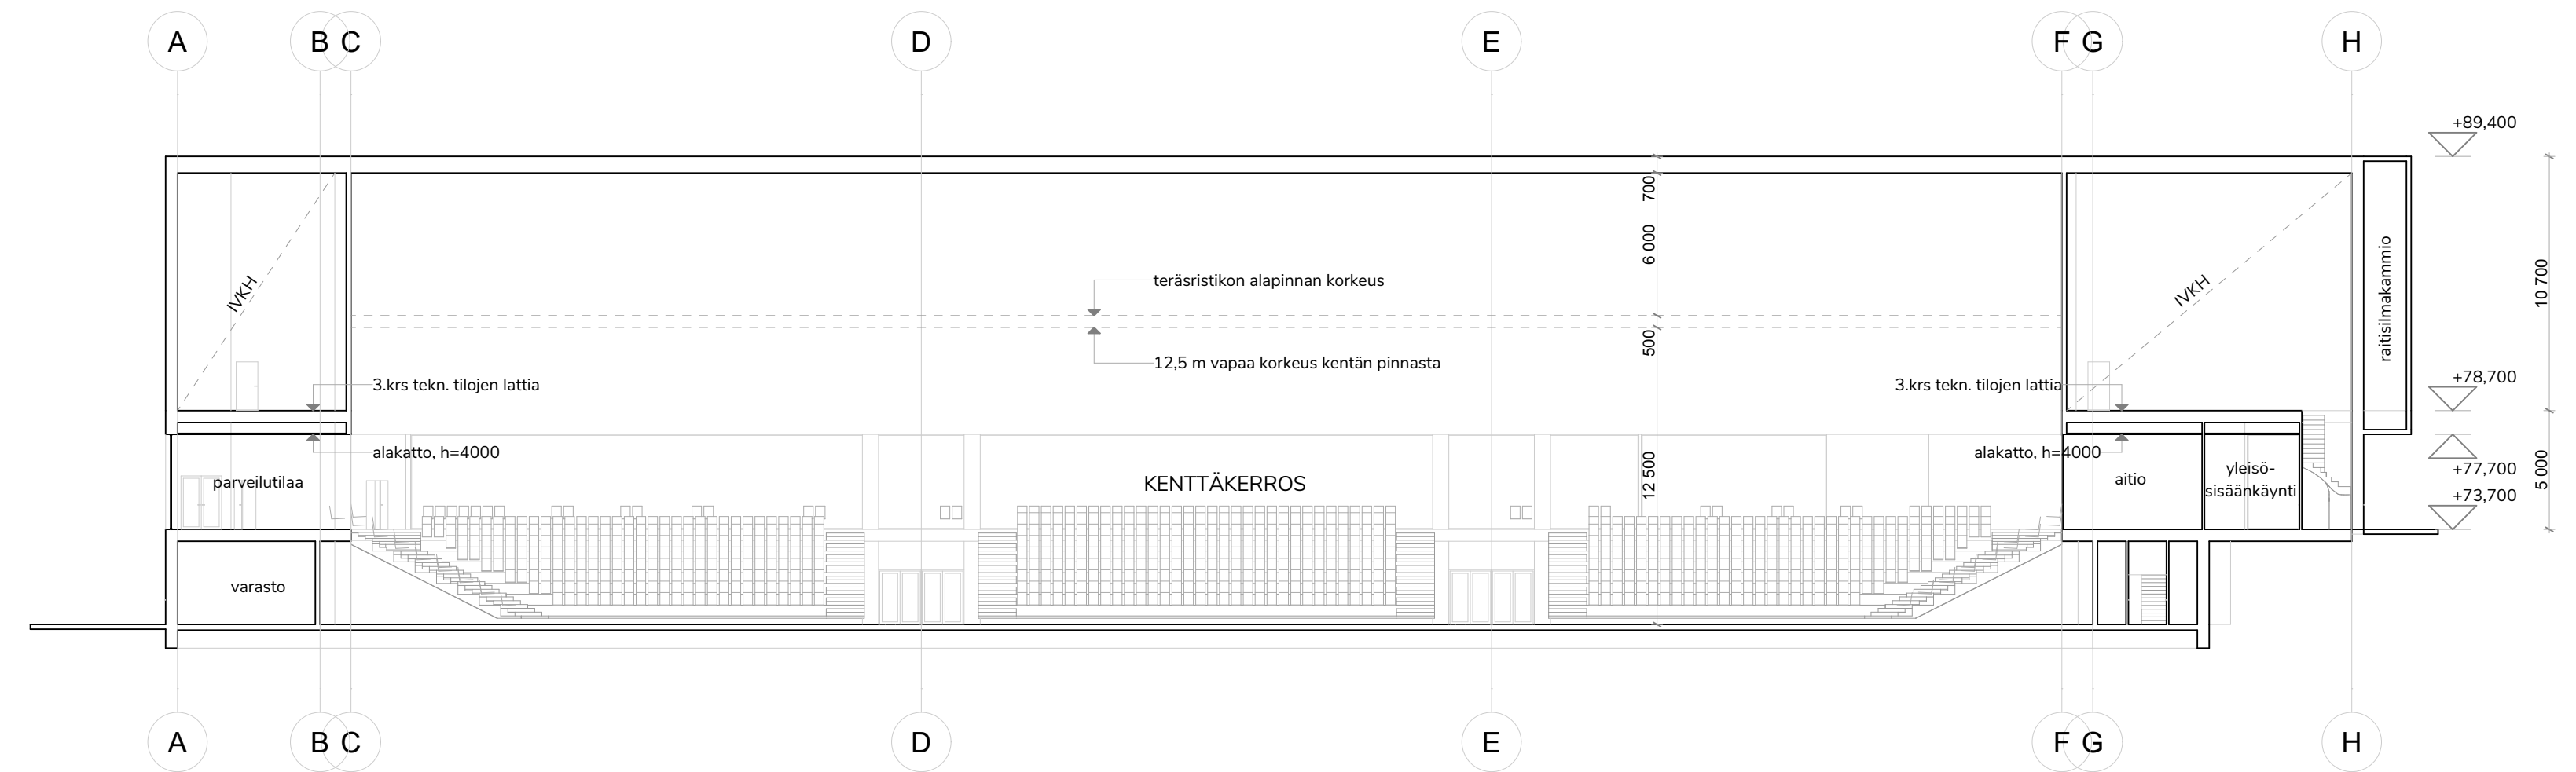 A
B
C
D
E
F
G
H
+89,400
700
6 000
teräsristikon alapinnan korkeus
IVKH
IVKH
raitisilmakammio
10 700
500
12,5 m vapaa korkeus kentän pinnasta
3.krs tekn. tilojen lattia
3.krs tekn. tilojen lattia
+78,700
alakatto, h=4000
alakatto, h=4000
+77,700
parveilutilaa
KENTTÄKERROS
12 500
aitio
yleisö-
sisäänkäynti
+73,700
5 000
varasto
A
B
C
D
E
F
G
H